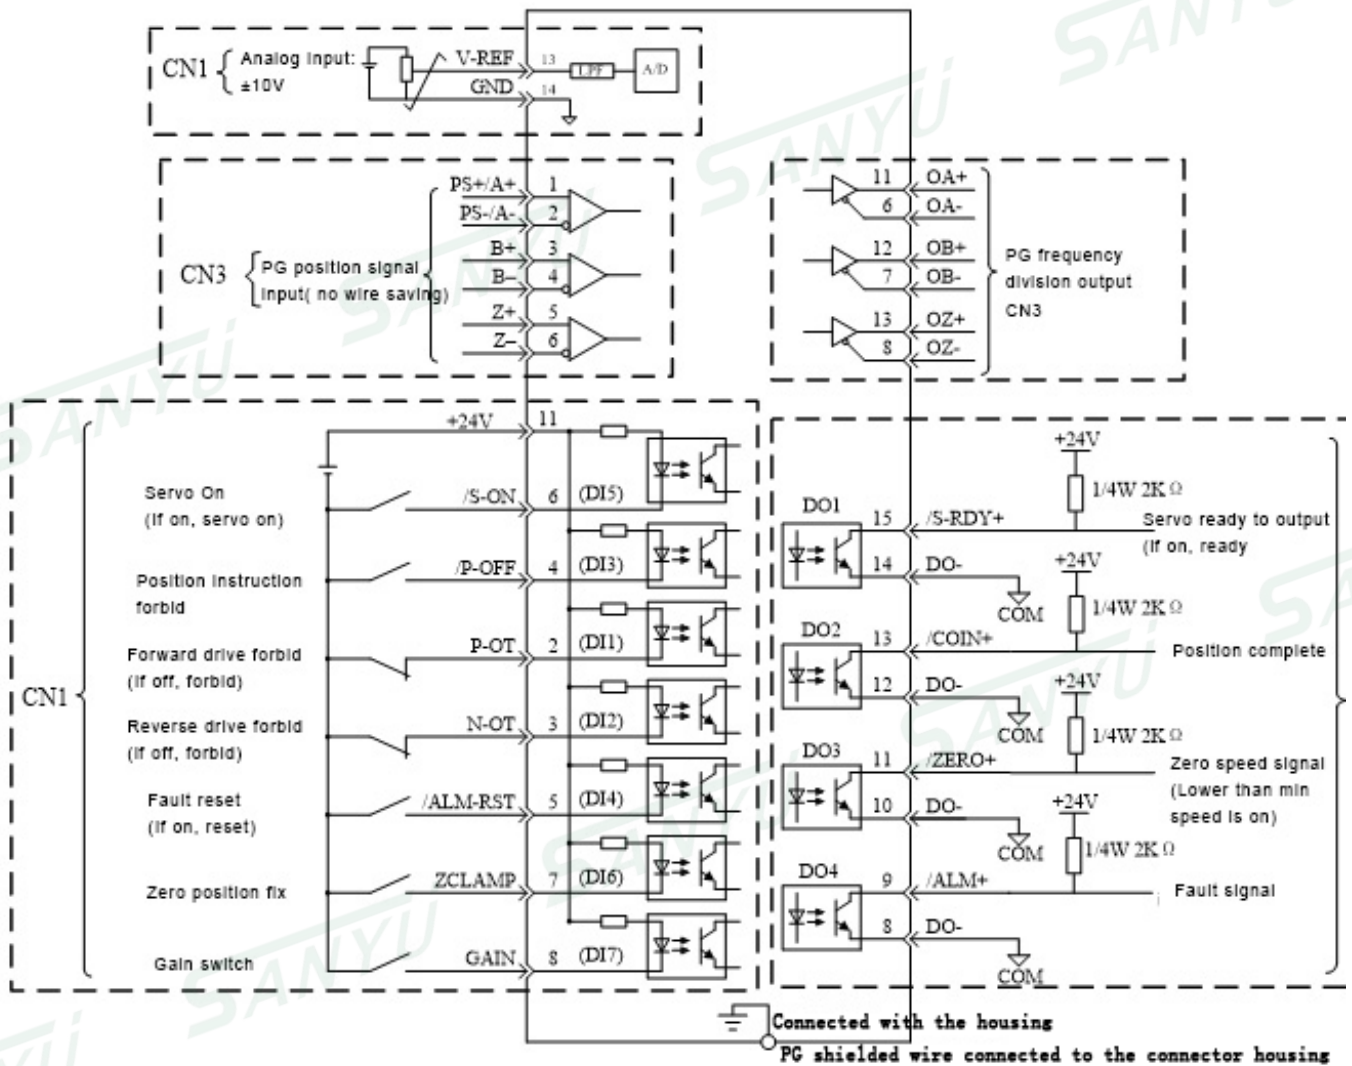 CN1
Analog Input:
±10V
V-REF 13
LPF
A/D
GND 14
CN3
PG position signal
input( no wire saving)
PS+/A+ 1
PS-/A- 2
B+ 3
B- 4
Z+ 5
Z- 6
11 OA+
6 OA-
12 OB+
7 OB-
13 OZ+
8 OZ-
PG frequency
division output
CN3
CN1
+24V 11
Servo On
(If on, servo on)
/S-ON 6 (DI5)
Position instruction
forbid
/P-OFF 4 (DI3)
Forward drive forbid
(If off, forbid)
P-OT 2 (DI1)
Reverse drive forbid
(If off, forbid)
N-OT 3 (DI2)
Fault reset
(If on, reset)
/ALM-RST 5 (DI4)
Zero position fix
ZCLAMP 7 (DI6)
Gain switch
GAIN 8 (DI7)
+24V
1/4W 2K Ω
DO1
15 /S-RDY+
Servo ready to output
(If on, ready
14 DO-
COM
+24V
1/4W 2K Ω
DO2
13 /COIN+
Position complete
12 DO-
COM
+24V
1/4W 2K Ω
DO3
11 /ZERO+
Zero speed signal
(Lower than min
speed is on)
10 DO-
COM
+24V
1/4W 2K Ω
DO4
9 /ALM+
Fault signal
8 DO-
COM
Connected with the housing
PG shielded wire connected to the connector housing
SANYU
SANYU
SANYU
SANYU
SANYU
SANYU
SANYU